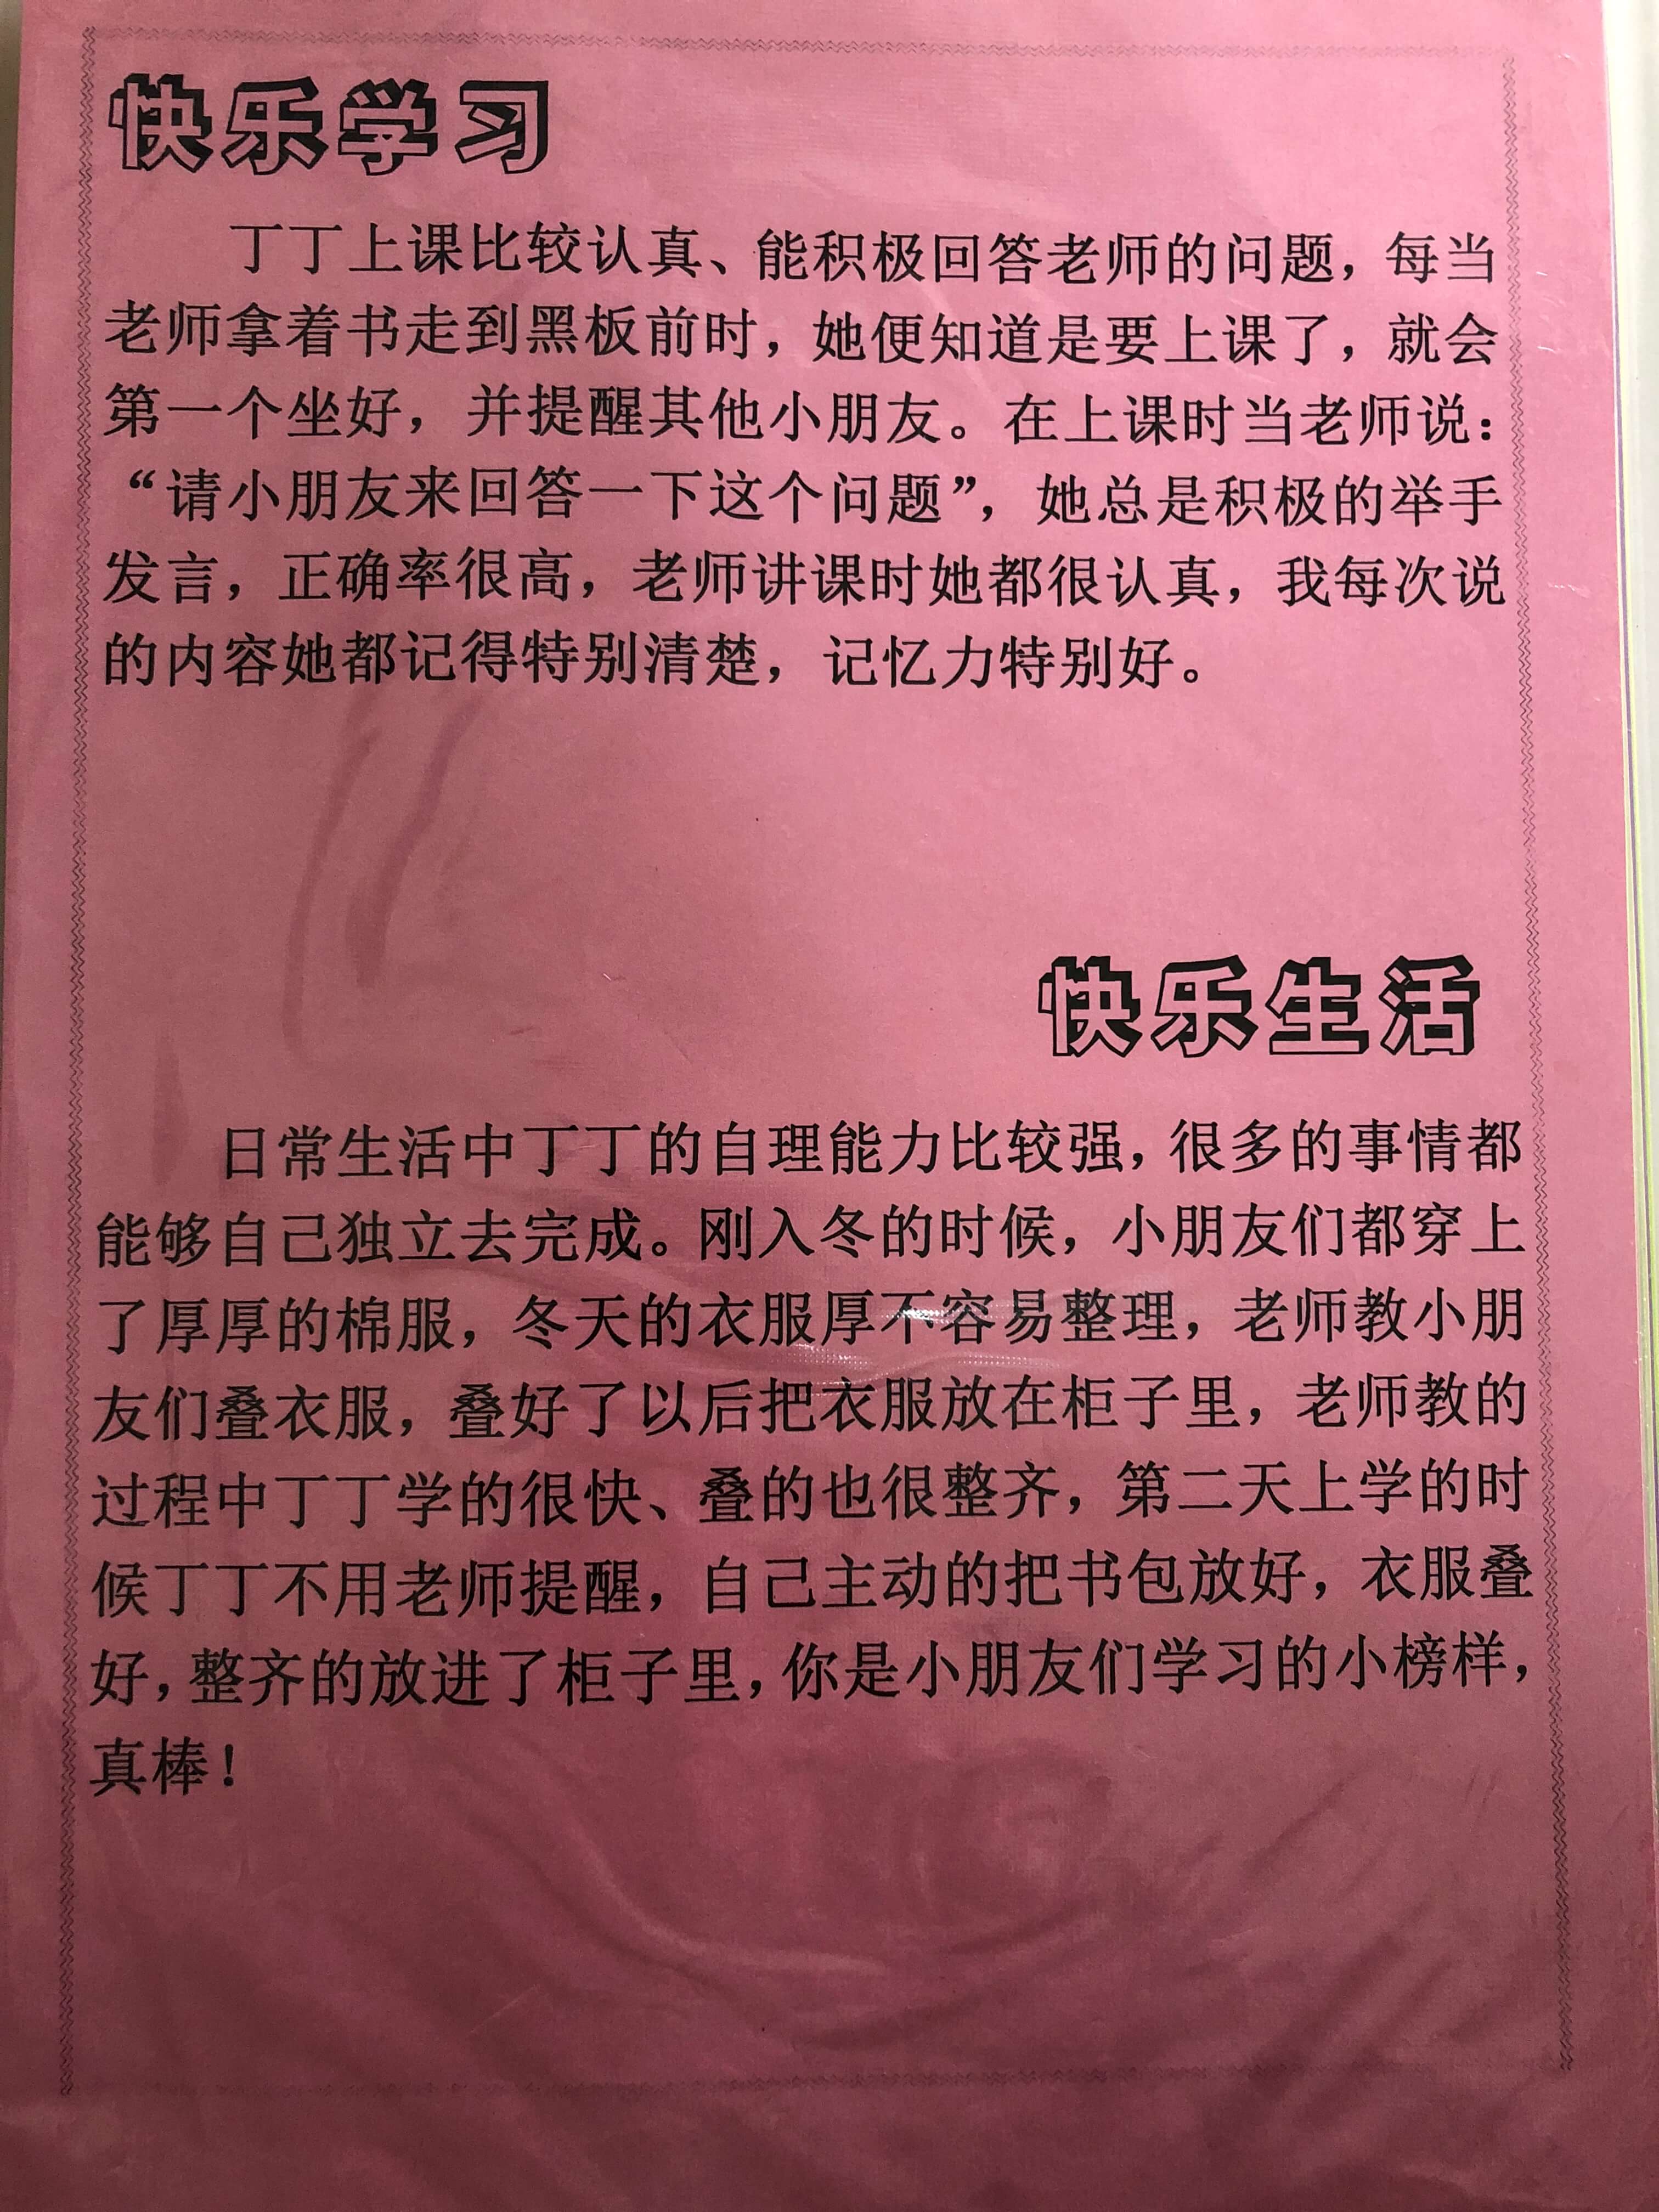 快乐学习
丁丁上课比较认真、能积极回答老师的问题，每当
老师拿着书走到黑板前时，她便知道是要上课了，就会
第一个坐好，并提醒其他小朋友。在上课时当老师说：
“请小朋友来回答一下这个问题”，她总是积极的举手
发言，正确率很高，老师讲课时她都很认真，我每次说
的内容她都记得特别清楚，记忆力特别好。
快乐生活
日常生活中丁丁的自理能力比较强，很多的事情都
能够自己独立去完成。刚入冬的时候，小朋友们都穿上
了厚厚的棉服，冬天的衣服厚不容易整理，老师教小朋
友们叠衣服，叠好了以后把衣服放在柜子里，老师教的
过程中丁丁学的很快、叠的也很整齐，第二天上学的时
候丁丁不用老师提醒，自己主动的把书包放好，衣服叠
好，整齐的放进了柜子里，你是小朋友们学习的小榜样，
真棒！